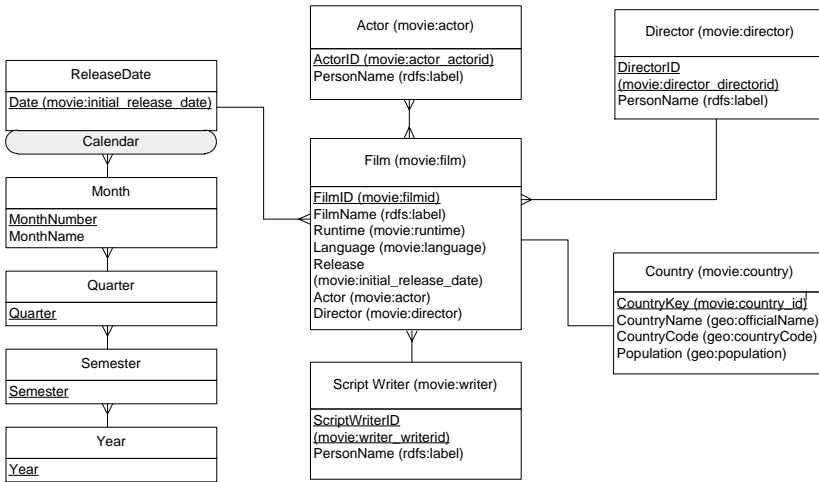 Actor (movie:actor)
ActorID (movie:actor_actorid)
PersonName (rdfs:label)
Director (movie:director)
DirectorID
(movie:director_directorid)
PersonName (rdfs:label)
ReleaseDate
Date (movie:initial_release_date)
Calendar
Month
MonthNumber
MonthName
Quarter
Quarter
Semester
Semester
Year
Year
Film (movie:film)
FilmID (movie:filmid)
FilmName (rdfs:label)
Runtime (movie:runtime)
Language (movie:language)
Release
(movie:initial_release_date)
Actor (movie:actor)
Director (movie:director)
Country (movie:country)
CountryKey (movie:country_id)
CountryName (geo:officialName)
CountryCode (geo:countryCode)
Population (geo:population)
Script Writer (movie:writer)
ScriptWriterID
(movie:writer_writerid)
PersonName (rdfs:label)